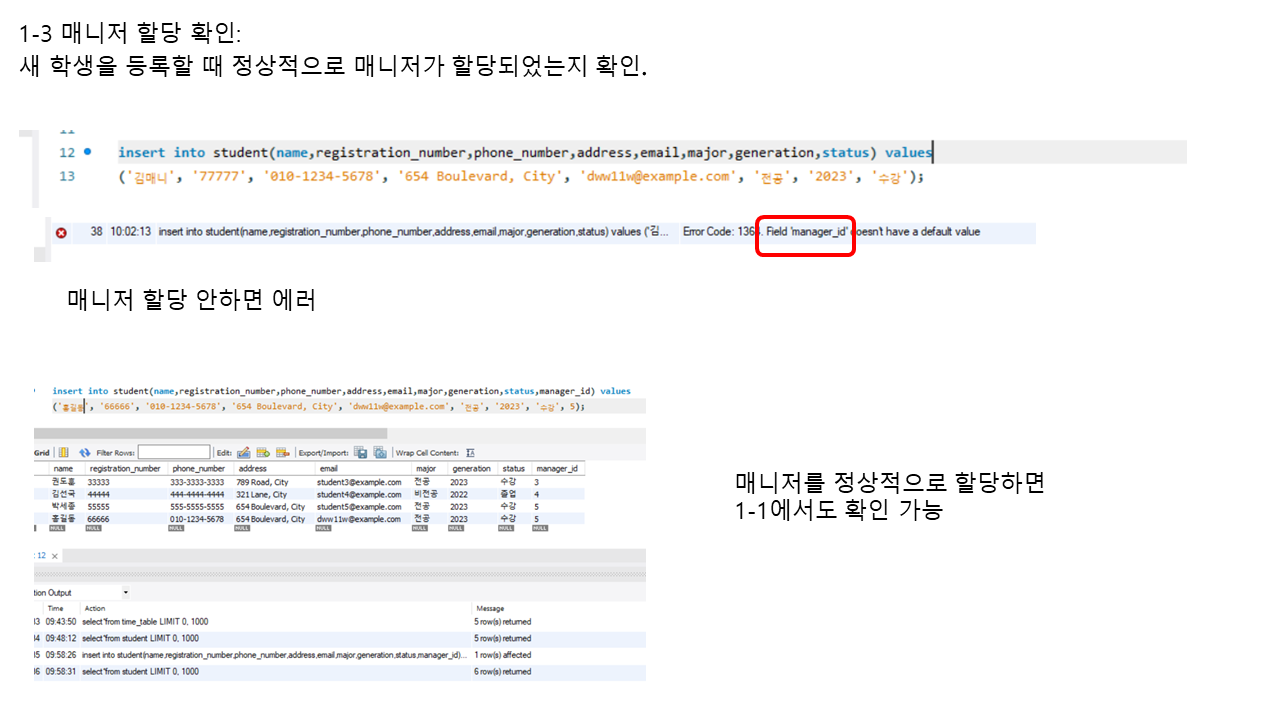 1-3 매니저 할당 확인:
새 학생을 등록할 때 정상적으로 매니저가 할당되었는지 확인.
12 insert into student(name,registration_number,phone_number,address,email,major,generation,status) values
13 ('김매니', '77777', '010-1234-5678', '654 Boulevard, City', 'dww11w@example.com', '전공', '2023', '수강');
38 10:02:13 insert into student(name,registration_number,phone_number,address,email,major,generation,status) values ('김... Error Code: 136 . Field 'manager_id' doesn't have a default value
매니저 할당 안하면 에러
insert into student(name,registration_number,phone_number,address,email,major,generation,status,manager_id) values
('홍길동', '66666', '010-1234-5678', '654 Boulevard, City', 'dww11w@example.com', '전공', '2023', '수강', 5);
Grid Filter Rows: Edit: Export/Import: Wrap Cell Content:
name registration_number phone_number address email major generation status manager_id
권도흠 33333 333-3333-3333 789 Road, City student3@example.com 전공 2023 수강 3
김선국 44444 444-4444-4444 321 Lane, City student4@example.com 비전공 2022 졸업 4
박세종 55555 555-5555-5555 654 Boulevard, City student5@example.com 전공 2023 수강 5
홍길동 66666 010-1234-5678 654 Boulevard, City dww11w@example.com 전공 2023 수강 5
NULL NULL NULL NULL NULL NULL NULL NULL NULL
매니저를 정상적으로 할당하면
1-1에서도 확인 가능
12 ×
tion Output
Time Action Message
33 09:43:50 select *from time_table LIMIT 0, 1000 5 row(s) returned
34 09:48:12 select *from student LIMIT 0, 1000 5 row(s) returned
35 09:58:26 insert into student(name,registration_number,phone_number,address,email,major,generation,status,manager_id)... 1 row(s) affected
36 09:58:31 select *from student LIMIT 0, 1000 6 row(s) returned